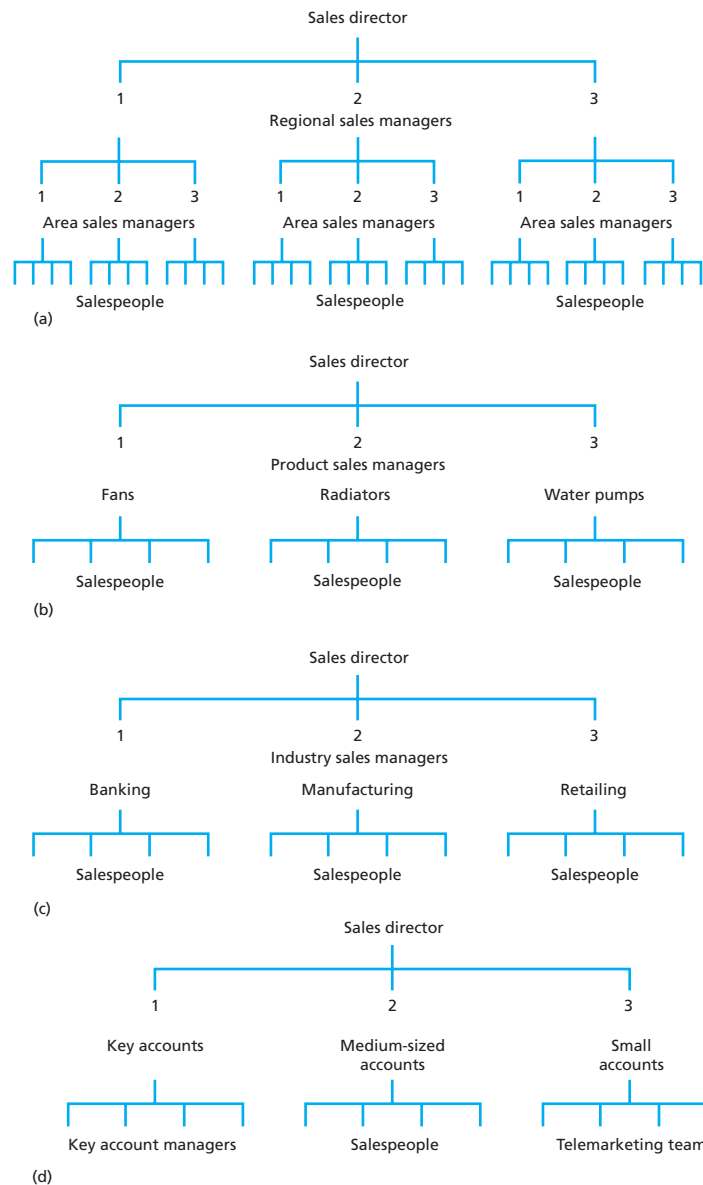 Sales director
1 2 3
Regional sales managers
1 2 3 1 2 3 1 2 3
Area sales managers Area sales managers Area sales managers
Salespeople Salespeople Salespeople
(a)
Sales director
1 2 3
Product sales managers
Fans Radiators Water pumps
Salespeople Salespeople Salespeople
(b)
Sales director
1 2 3
Industry sales managers
Banking Manufacturing Retailing
Salespeople Salespeople Salespeople
(c)
Sales director
1 2 3
Key accounts Medium-sized Small
accounts accounts
Key account managers Salespeople Telemarketing team
(d)